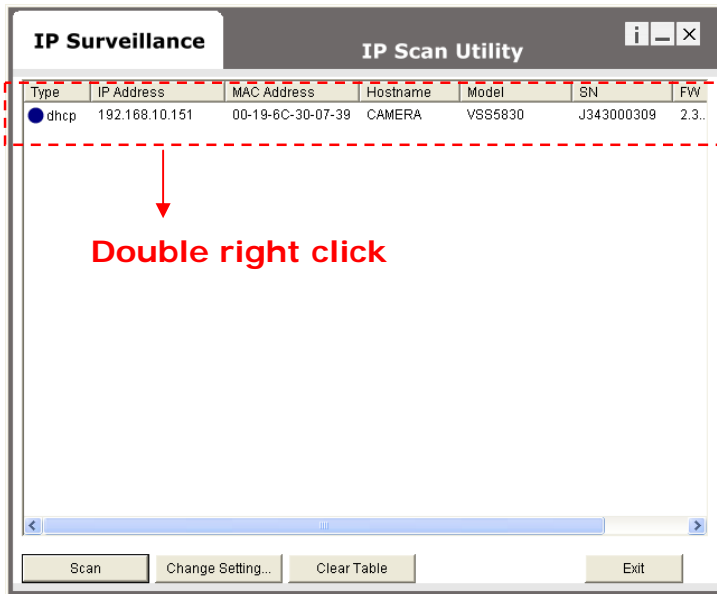 IP Surveillance
IP Scan Utility
i
Type IP Address MAC Address Hostname Model SN FW
dhcp 192.168.10.151 00-19-6C-30-07-39 CAMERA VSS5830 J343000309 2.3..
Double right click
Scan Change Setting... Clear Table Exit